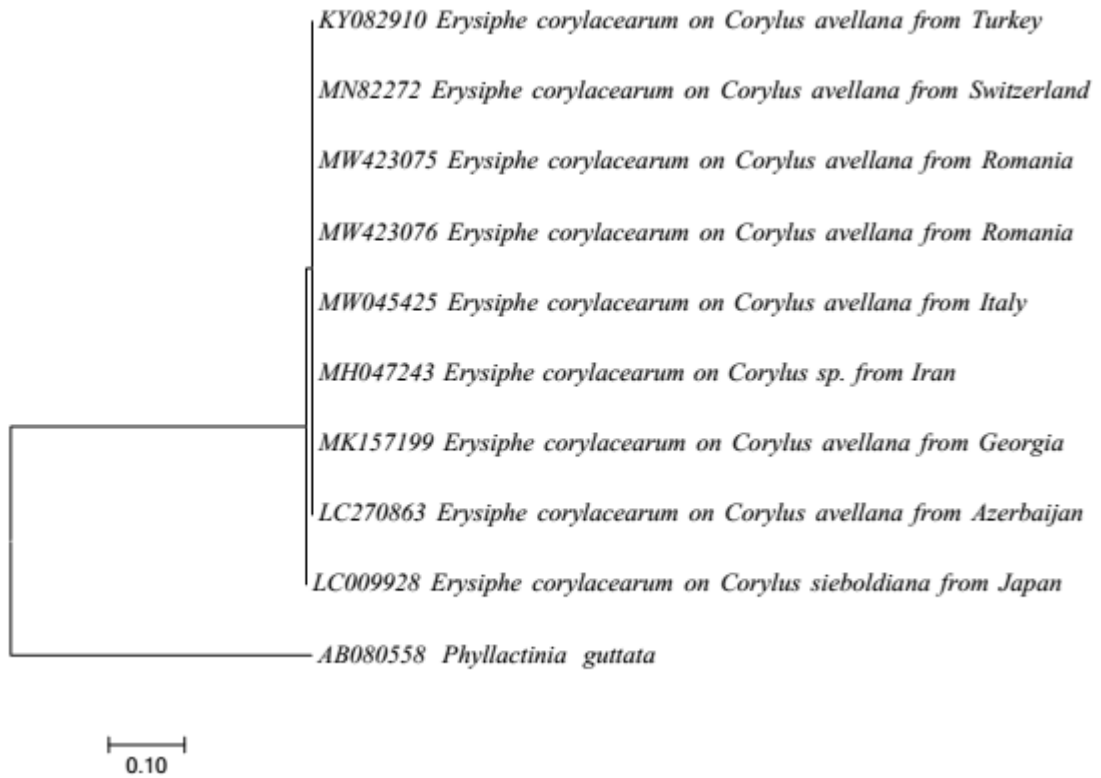 KY082910 Erysiphe corylacearum on Corylus avellana from Turkey
MN82272 Erysiphe corylacearum on Corylus avellana from Switzerland
MW423075 Erysiphe corylacearum on Corylus avellana from Romania
MW423076 Erysiphe corylacearum on Corylus avellana from Romania
MW045425 Erysiphe corylacearum on Corylus avellana from Italy
MH047243 Erysiphe corylacearum on Corylus sp. from Iran
MK157199 Erysiphe corylacearum on Corylus avellana from Georgia
LC270863 Erysiphe corylacearum on Corylus avellana from Azerbaijan
LC009928 Erysiphe corylacearum on Corylus sieboldiana from Japan
AB080558 Phyllactinia guttata
0.10